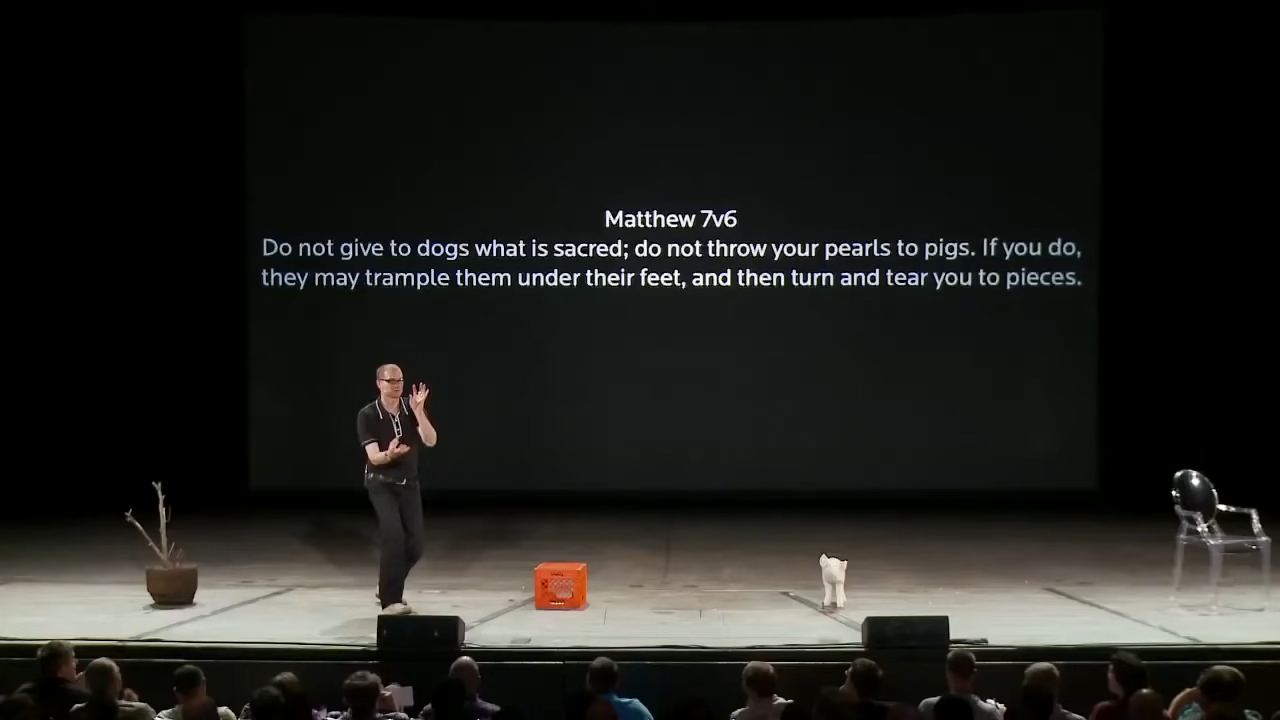 Matthew 7v6
Do not give to dogs what is sacred; do not throw your pearls to pigs. If you do,
they may trample them under their feet, and then turn and tear you to pieces.